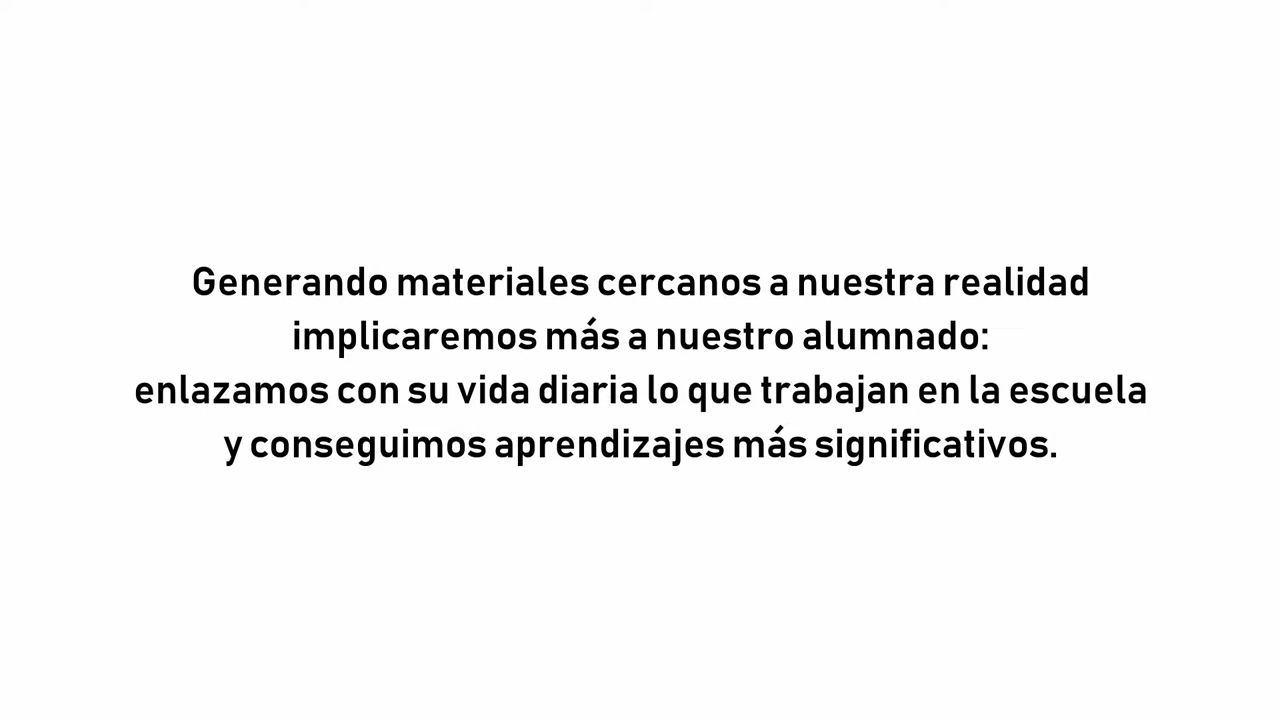 Generando materiales cercanos a nuestra realidad
implicaremos más a nuestro alumnado:
enlazamos con su vida diaria lo que trabajan en la escuela
y conseguimos aprendizajes más significativos.